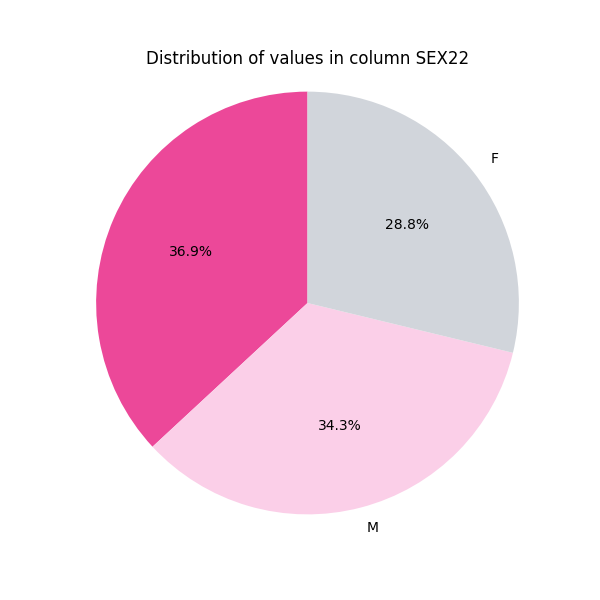 Distribution of values in column SEX22
F
28.8%
36.9%
34.3%
M